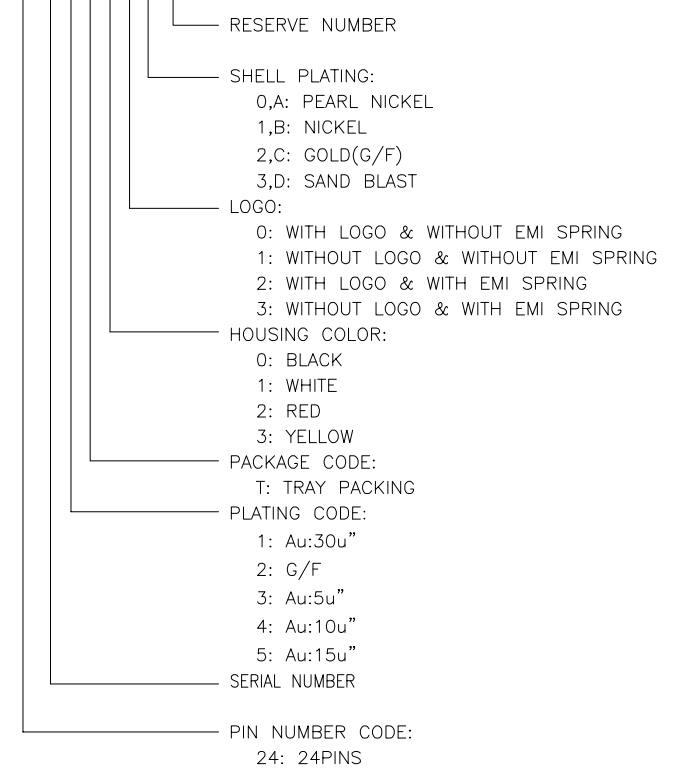 RESERVE NUMBER
SHELL PLATING:
0,A: PEARL NICKEL
1,B: NICKEL
2,C: GOLD(G/F)
3,D: SAND BLAST
LOGO:
0: WITH LOGO & WITHOUT EMI SPRING
1: WITHOUT LOGO & WITHOUT EMI SPRING
2: WITH LOGO & WITH EMI SPRING
3: WITHOUT LOGO & WITH EMI SPRING
HOUSING COLOR:
0: BLACK
1: WHITE
2: RED
3: YELLOW
PACKAGE CODE:
T: TRAY PACKING
PLATING CODE:
1: Au:30u”
2: G/F
3: Au:5u”
4: Au:10u”
5: Au:15u”
SERIAL NUMBER
PIN NUMBER CODE:
24: 24PINS